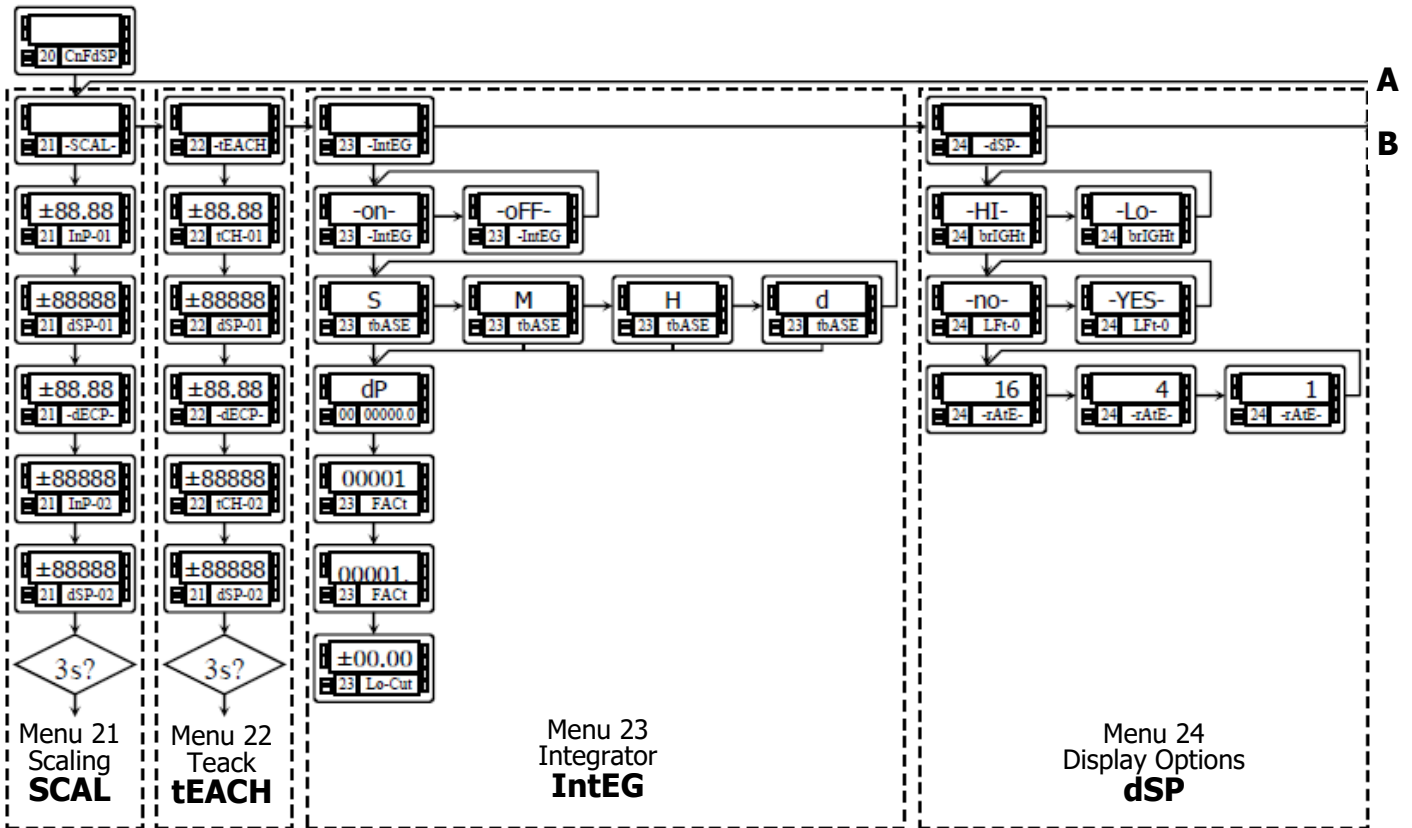 20 CnFdSP
A
B
21 -SCAL-
±88.88
21 InP-01
±88888
21 dSP-01
±88.88
21 -dECP-
±88888
21 InP-02
±88888
21 dSP-02
3s?
Menu 21
Scaling
SCAL
22 -tEACH
±88.88
22 tCH-01
±88888
22 dSP-01
±88.88
22 -dECP-
±88888
22 tCH-02
±88888
21 dSP-02
3s?
Menu 22
Teack
tEACH
23 -IntEG
-on-
23 -IntEG
-oFF-
23 -IntEG
S
23 tbASE
M
23 tbASE
H
23 tbASE
d
23 tbASE
dP
00 00000.0
00001
23 FACt
00001.
23 FACt
±00.00
23 Lo-Cut
Menu 23
Integrator
IntEG
24 -dSP-
-HI-
24 brIGHt
-Lo-
24 brIGHt
-no-
24 LFt-0
-YES-
24 LFt-0
16
24 -rAtE-
4
24 -rAtE-
1
24 -rAtE-
Menu 24
Display Options
dSP